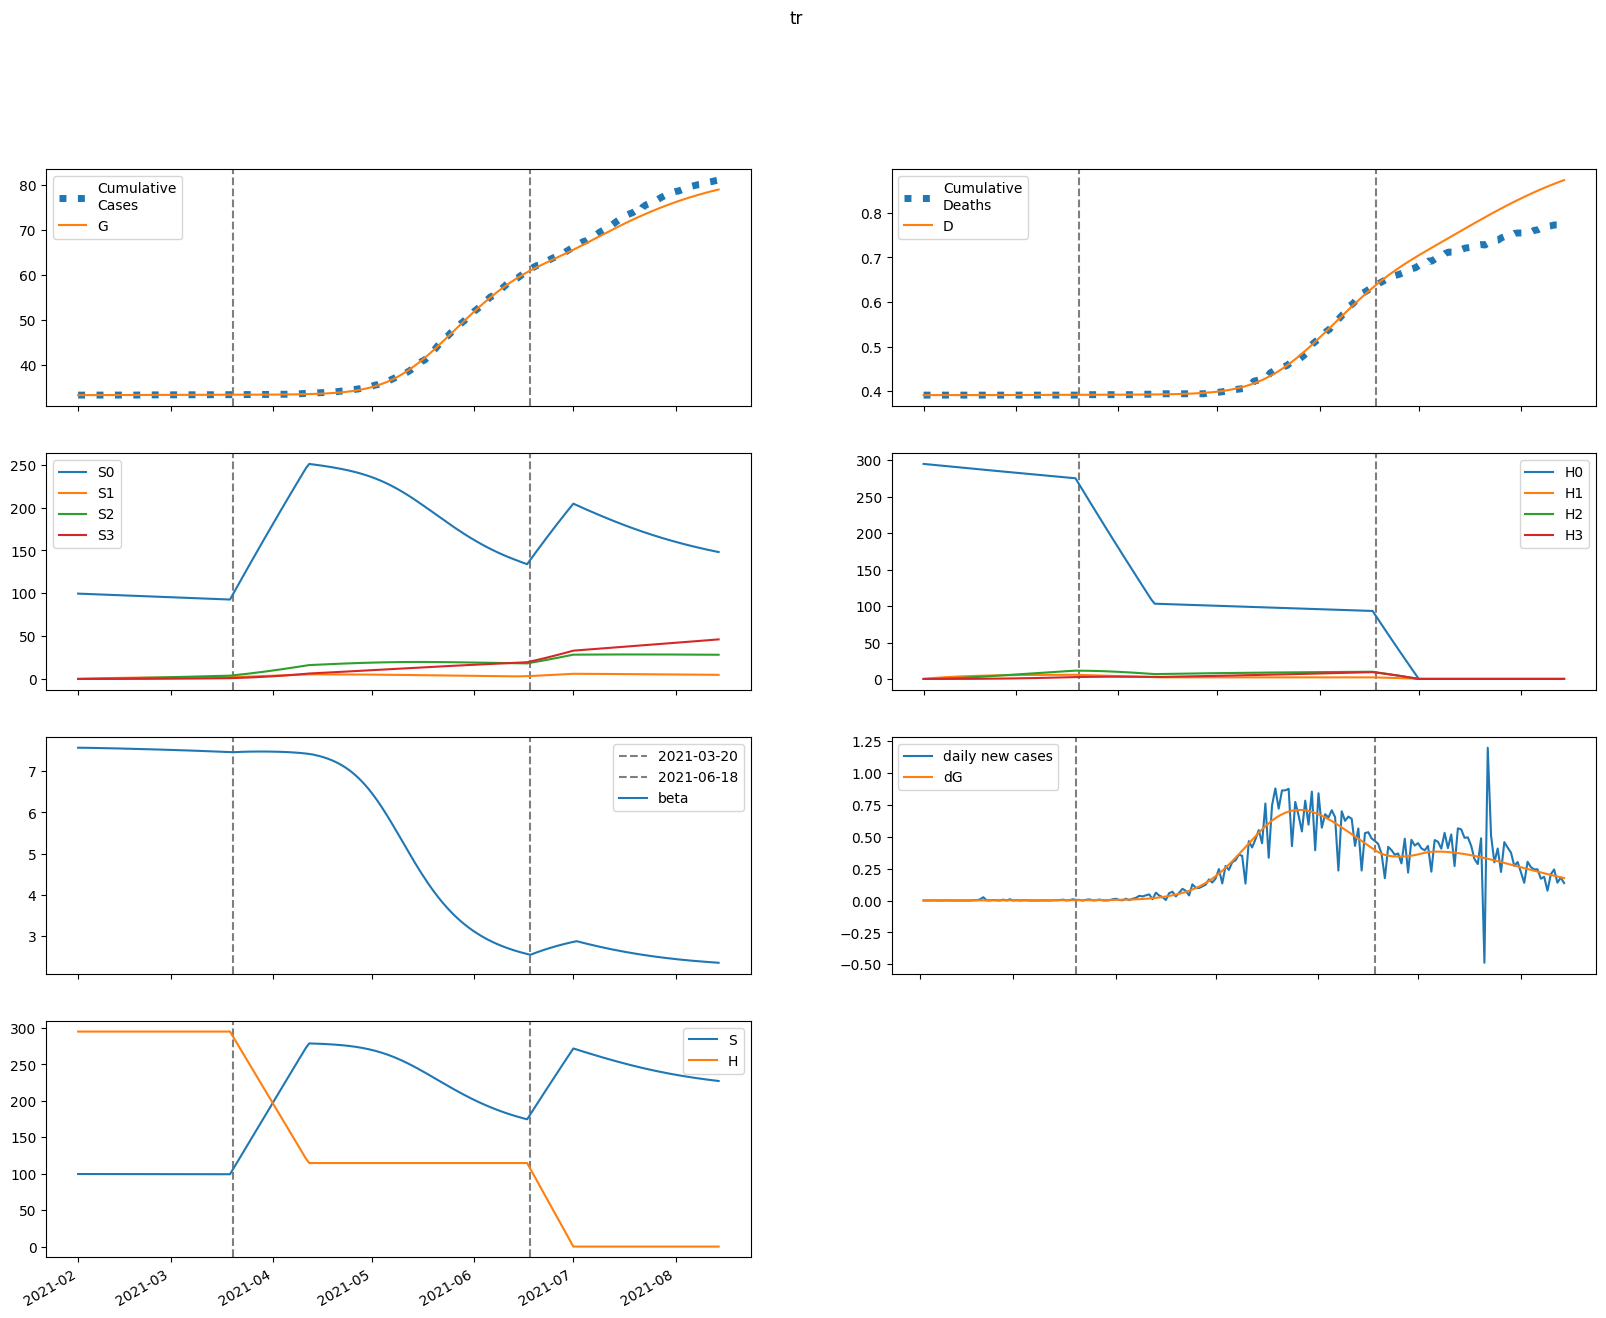 tr
80
70
60
50
40
Cumulative
Cases
G
0.8
0.7
0.6
0.5
0.4
Cumulative
Deaths
D
250
200
150
100
50
0
S0
S1
S2
S3
300
250
200
150
100
50
0
H0
H1
H2
H3
7
6
5
4
3
2021-03-20
2021-06-18
beta
1.25
1.00
0.75
0.50
0.25
0.00
−0.25
−0.50
daily new cases
dG
300
250
200
150
100
50
0
S
H
2021-02
2021-03
2021-04
2021-05
2021-06
2021-07
2021-08